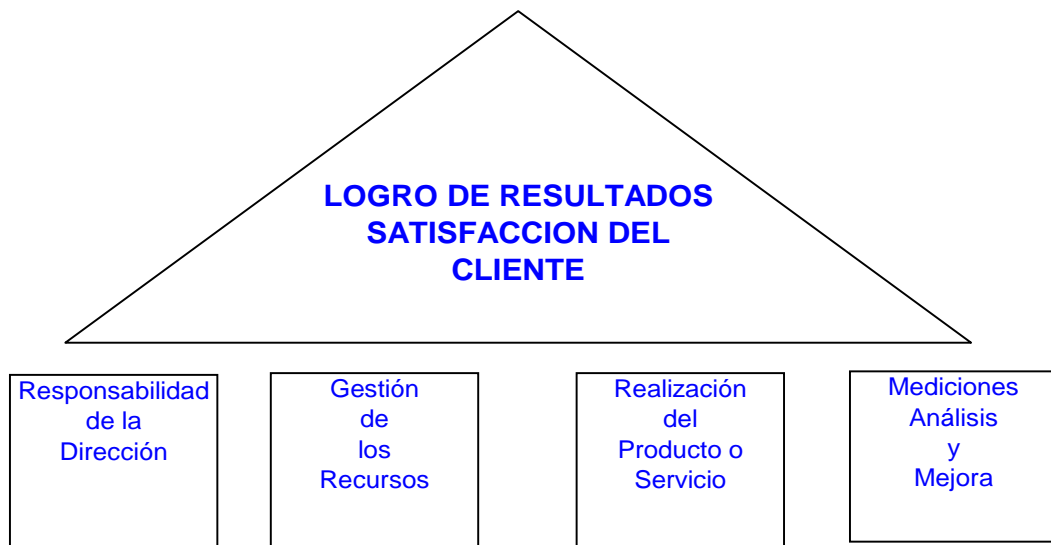 LOGRO DE RESULTADOS
SATISFACCION DEL
CLIENTE
Responsabilidad
de la
Dirección
Gestión
de
los
Recursos
Realización
del
Producto o
Servicio
Mediciones
Análisis
y
Mejora